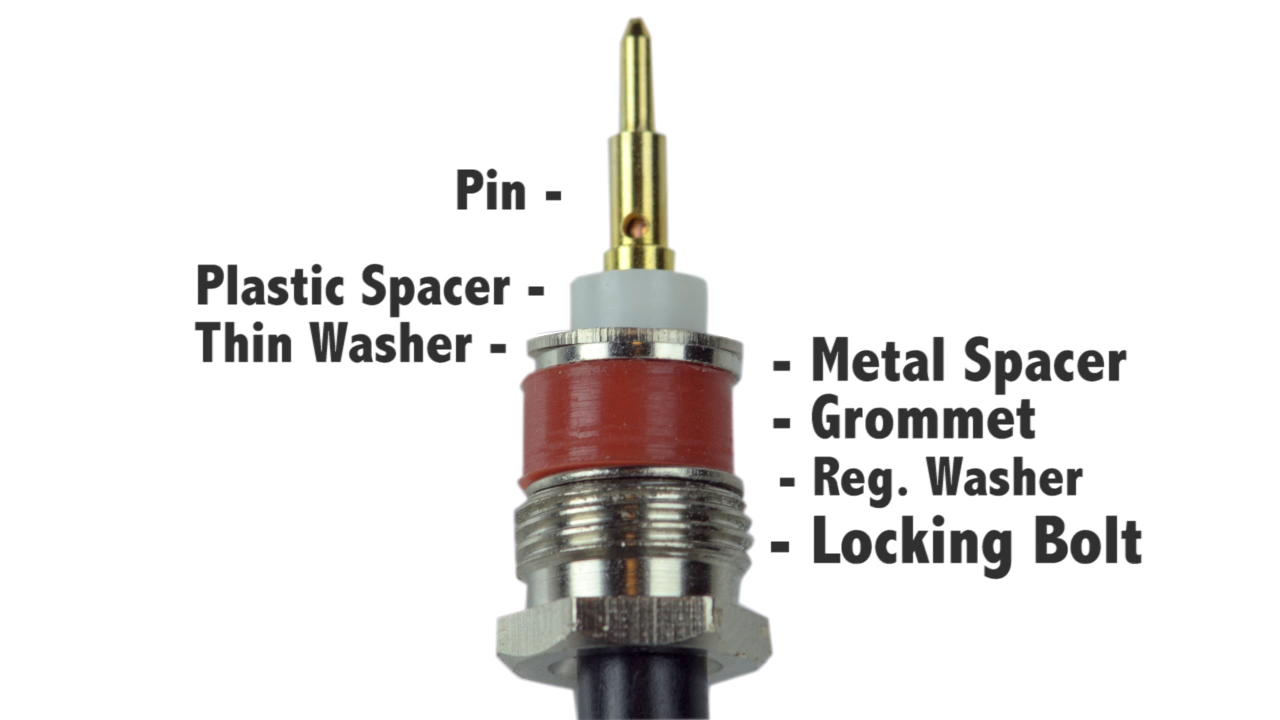 Pin -
Plastic Spacer -
Thin Washer -
- Metal Spacer
- Grommet
- Reg. Washer
- Locking Bolt